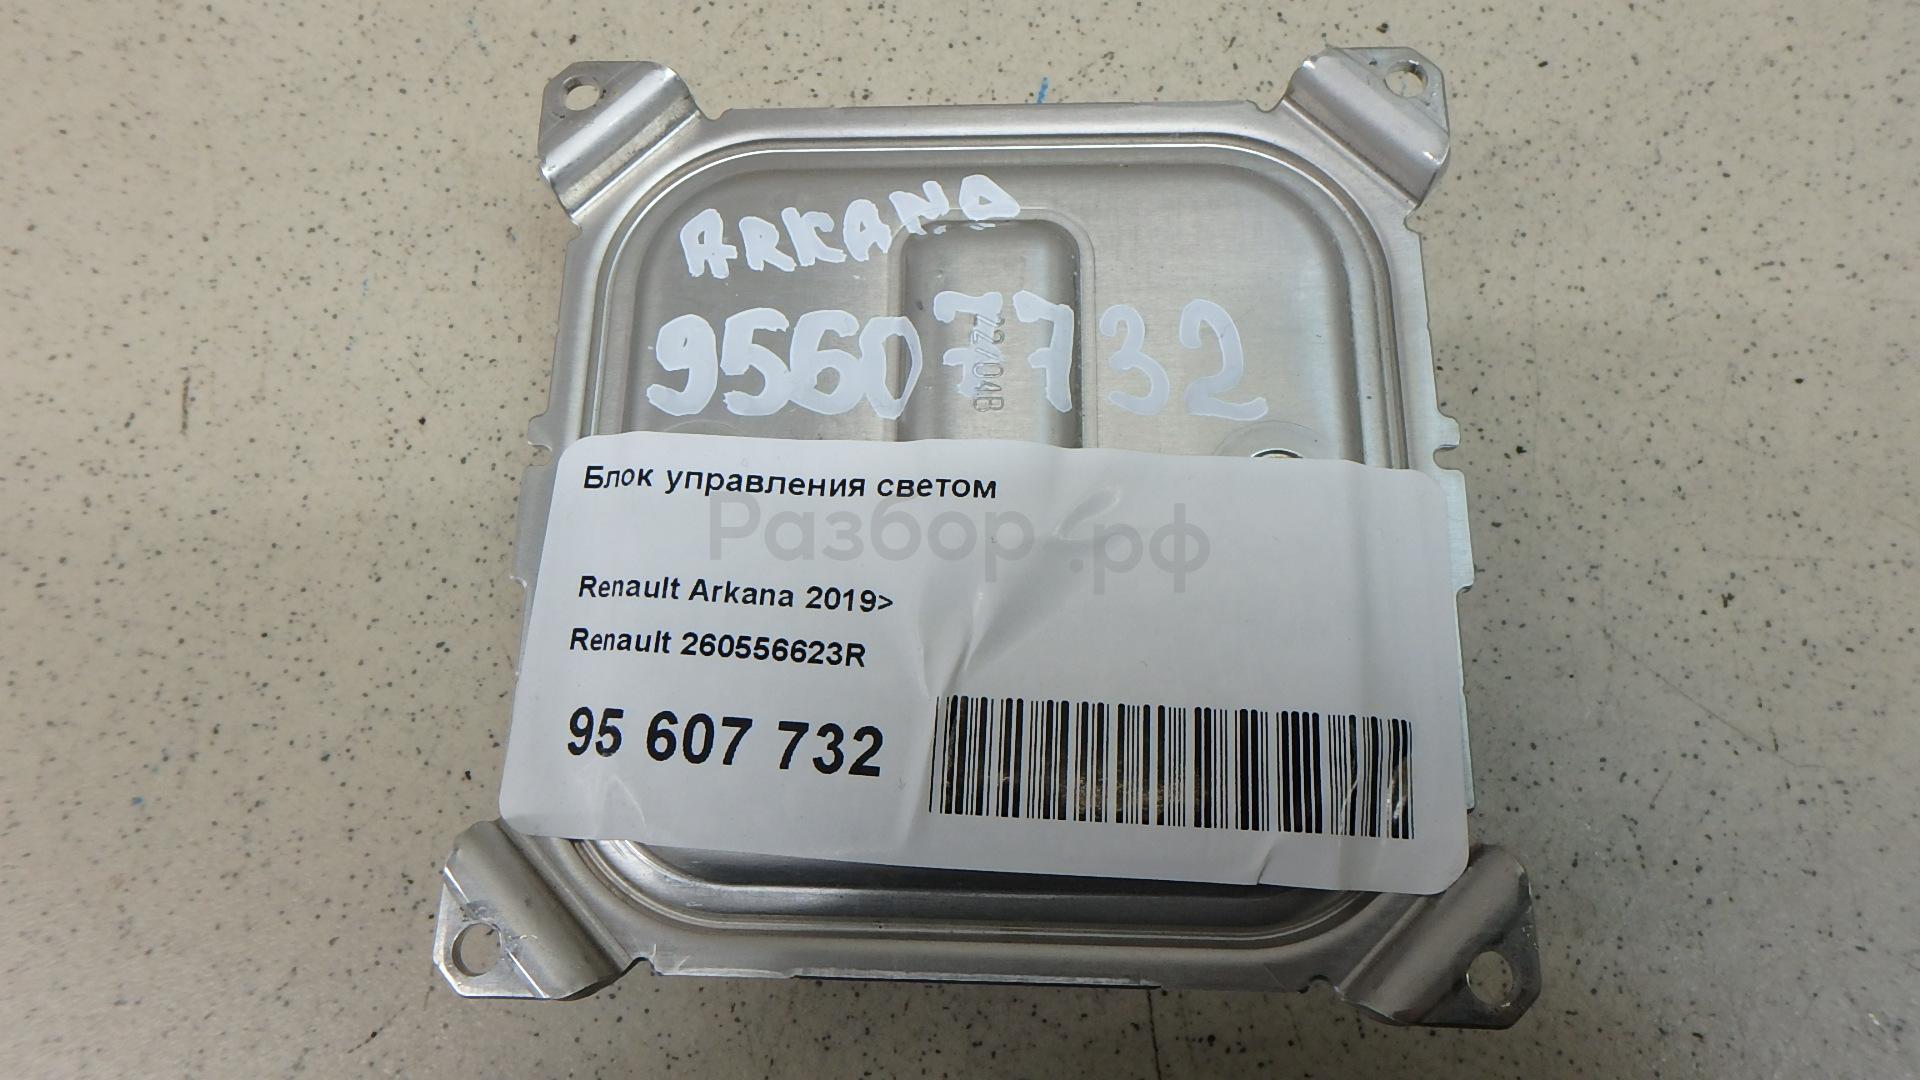 ARKANA
95607732
22/04B
Блок управления светом
Разбор.рф
Renault Arkana 2019>
Renault 260556623R
95 607 732